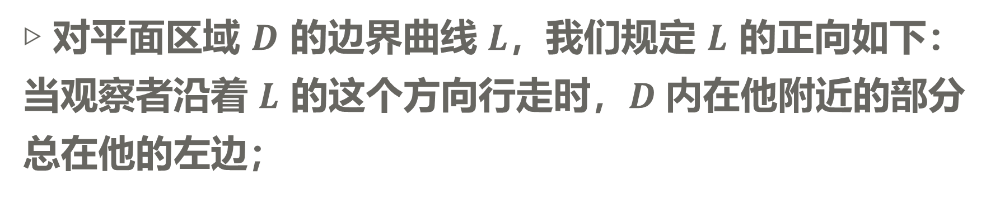 ▷ 对平面区域 D 的边界曲线 L，我们规定 L 的正向如下：
当观察者沿着 L 的这个方向行走时，D 内在他附近的部分
总在他的左边；